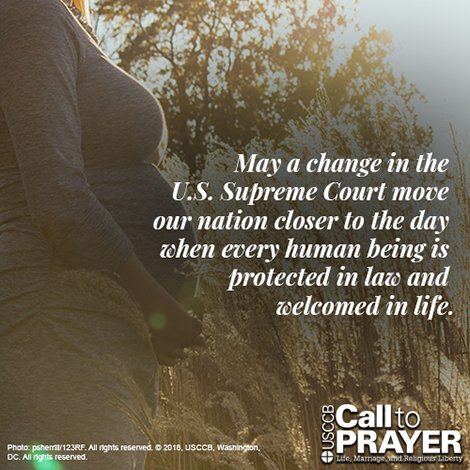 May a change in the
U.S. Supreme Court move
our nation closer to the day
when every human being is
protected in law and
welcomed in life.
Photo: psherrill/123RF. All rights reserved. © 2018, USCCB, Washington,
DC. All rights reserved.
USCCB
Call to
PRAYER
Life, Marriage, and Religious Liberty